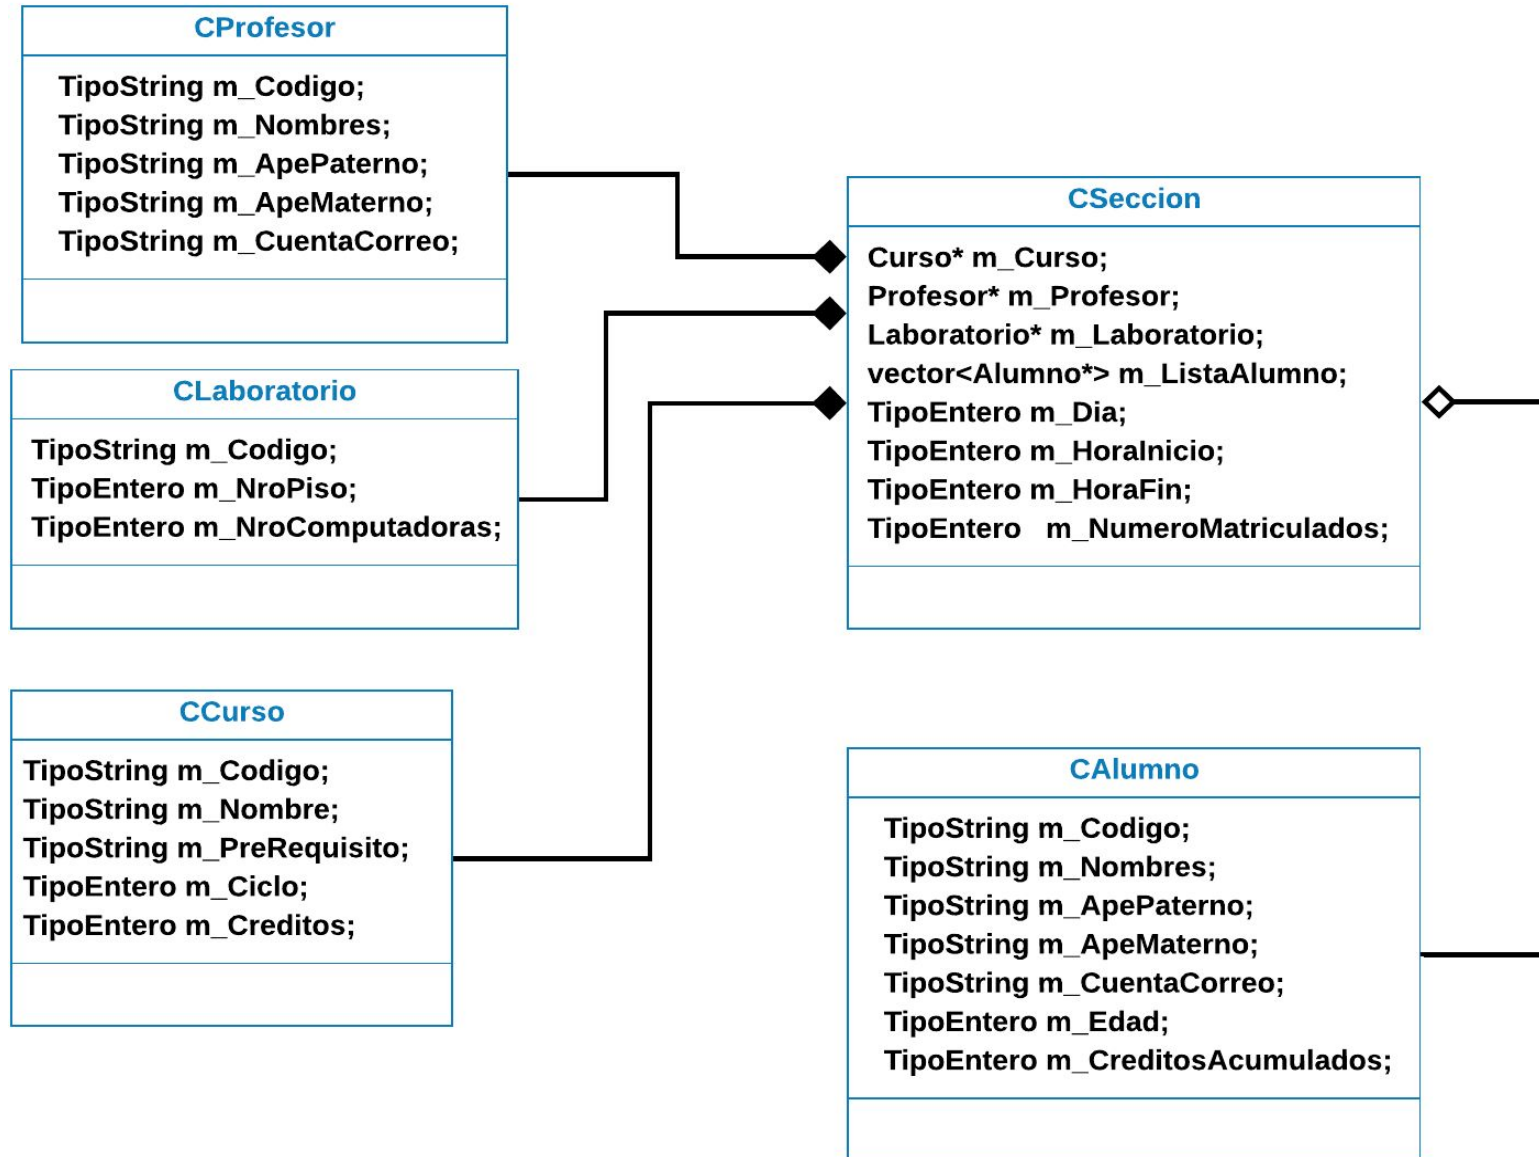 CProfesor
TipoString m_Codigo;
TipoString m_Nombres;
TipoString m_ApePaterno;
TipoString m_ApeMaterno;
TipoString m_CuentaCorreo;
CLaboratorio
TipoString m_Codigo;
TipoEntero m_NroPiso;
TipoEntero m_NroComputadoras;
CCurso
TipoString m_Codigo;
TipoString m_Nombre;
TipoString m_PreRequisito;
TipoEntero m_Ciclo;
TipoEntero m_Creditos;
CSeccion
Curso* m_Curso;
Profesor* m_Profesor;
Laboratorio* m_Laboratorio;
vector<Alumno*> m_ListaAlumno;
TipoEntero m_Dia;
TipoEntero m_HoraInicio;
TipoEntero m_HoraFin;
TipoEntero m_NumeroMatriculados;
CAlumno
TipoString m_Codigo;
TipoString m_Nombres;
TipoString m_ApePaterno;
TipoString m_ApeMaterno;
TipoString m_CuentaCorreo;
TipoEntero m_Edad;
TipoEntero m_CreditosAcumulados;